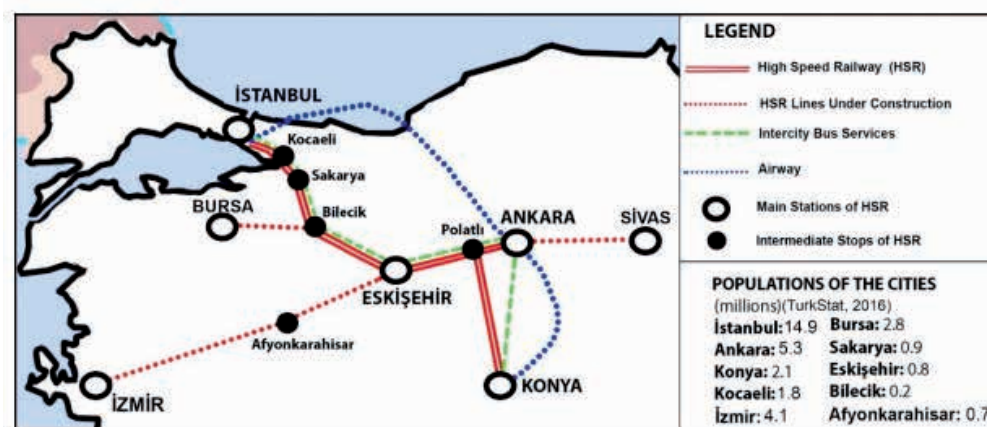 İSTANBUL
Kocaeli
Sakarya
BURSA
Bilecik
Polatlı
ANKARA
SİVAS
ESKİŞEHİR
Afyonkarahisar
İZMİR
KONYA
LEGEND
High Speed Railway (HSR)
HSR Lines Under Construction
Intercity Bus Services
Airway
Main Stations of HSR
Intermediate Stops of HSR
POPULATIONS OF THE CITIES
(millions)(TurkStat, 2016)
İstanbul:14.9 Bursa: 2.8
Ankara: 5.3 Sakarya: 0.9
Konya: 2.1 Eskişehir: 0.8
Kocaeli:1.8 Bilecik: 0.2
İzmir: 4.1 Afyonkarahisar: 0.7